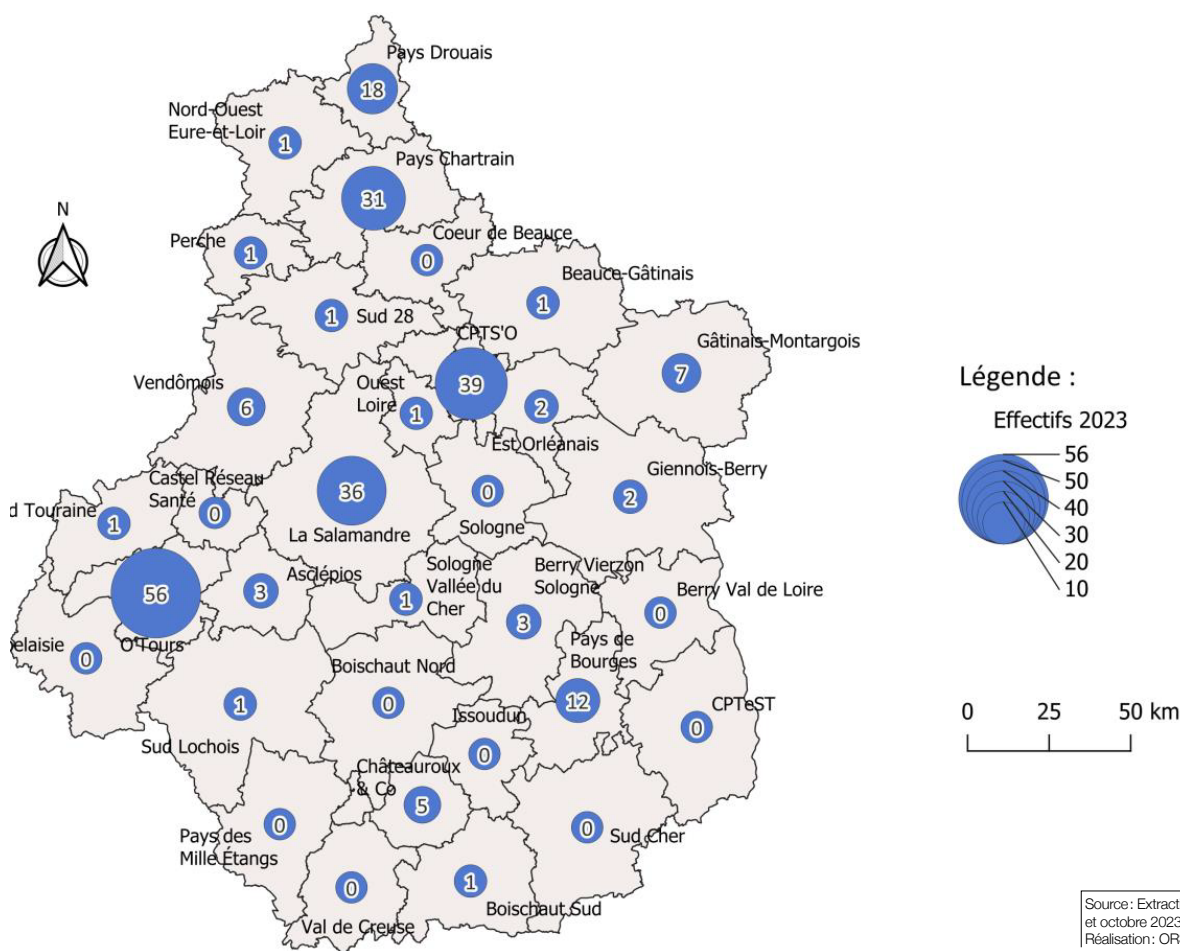 Pays Drouais
18
Nord-Ouest
Eure-et-Loir
1
Pays Chartrain
31
N
Perche
1
Coeur de Beauce
0
Beauce-Gâtinais
1
1
Sud 28
CPTS'O
39
Gâtinais-Montargois
7
Vendômois
6
Ouest
Loire
1
2
Est Orléanais
Giennois-Berry
2
Castel Réseau
Santé
0
36
La Salamandre
0
Sologne
d Touraine
1
56
O'Tours
3
Asclépios
Sologne
Vallée du
Cher
1
Berry Vierzon
Sologne
3
Berry Val de Loire
0
elaisie
0
1
Sud Lochois
Boischaut Nord
0
Pays de
Bourges
12
CPTeST
0
Issoudun
0
Châteauroux
& Co
5
Pays des
Mille Étangs
0
0
Sud Cher
0
Val de Creuse
1
Boischaut Sud
Légende :
Effectifs 2023
56
50
40
30
20
10
0 25 50 km
Source : Extract
et octobre 2023
Réalisation : OR